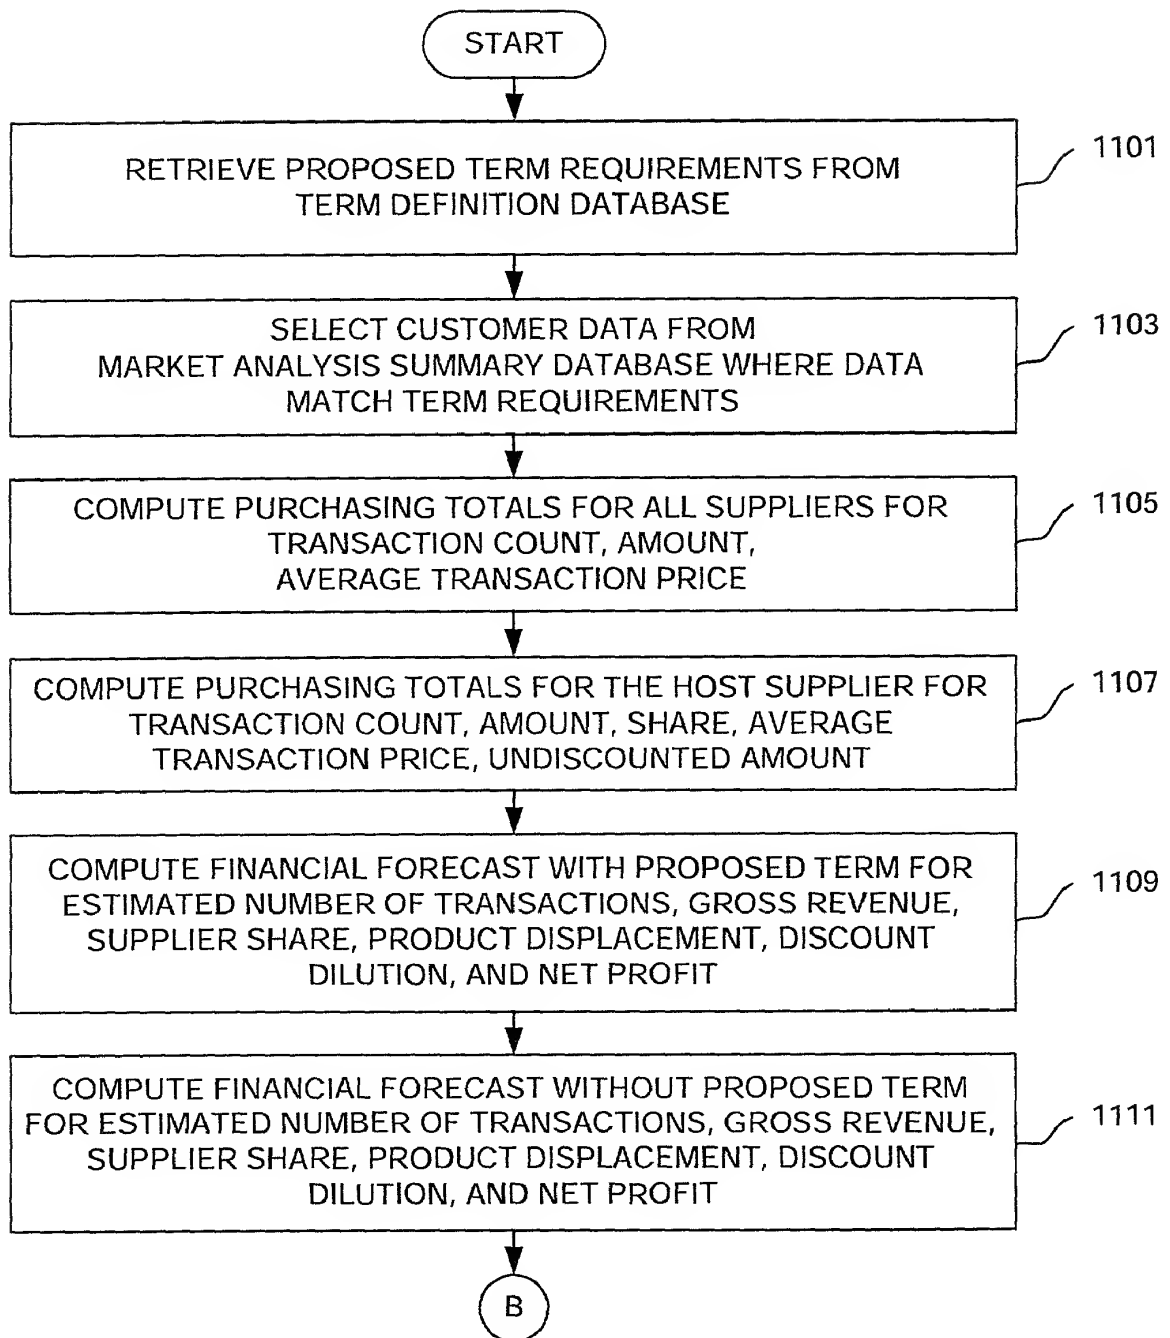 START
RETRIEVE PROPOSED TERM REQUIREMENTS FROM
TERM DEFINITION DATABASE
1101
SELECT CUSTOMER DATA FROM
MARKET ANALYSIS SUMMARY DATABASE WHERE DATA
MATCH TERM REQUIREMENTS
1103
COMPUTE PURCHASING TOTALS FOR ALL SUPPLIERS FOR
TRANSACTION COUNT, AMOUNT,
AVERAGE TRANSACTION PRICE
1105
COMPUTE PURCHASING TOTALS FOR THE HOST SUPPLIER FOR
TRANSACTION COUNT, AMOUNT, SHARE, AVERAGE
TRANSACTION PRICE, UNDISCOUNTED AMOUNT
1107
COMPUTE FINANCIAL FORECAST WITH PROPOSED TERM FOR
ESTIMATED NUMBER OF TRANSACTIONS, GROSS REVENUE,
SUPPLIER SHARE, PRODUCT DISPLACEMENT, DISCOUNT
DILUTION, AND NET PROFIT
1109
COMPUTE FINANCIAL FORECAST WITHOUT PROPOSED TERM
FOR ESTIMATED NUMBER OF TRANSACTIONS, GROSS REVENUE,
SUPPLIER SHARE, PRODUCT DISPLACEMENT, DISCOUNT
DILUTION, AND NET PROFIT
1111
B